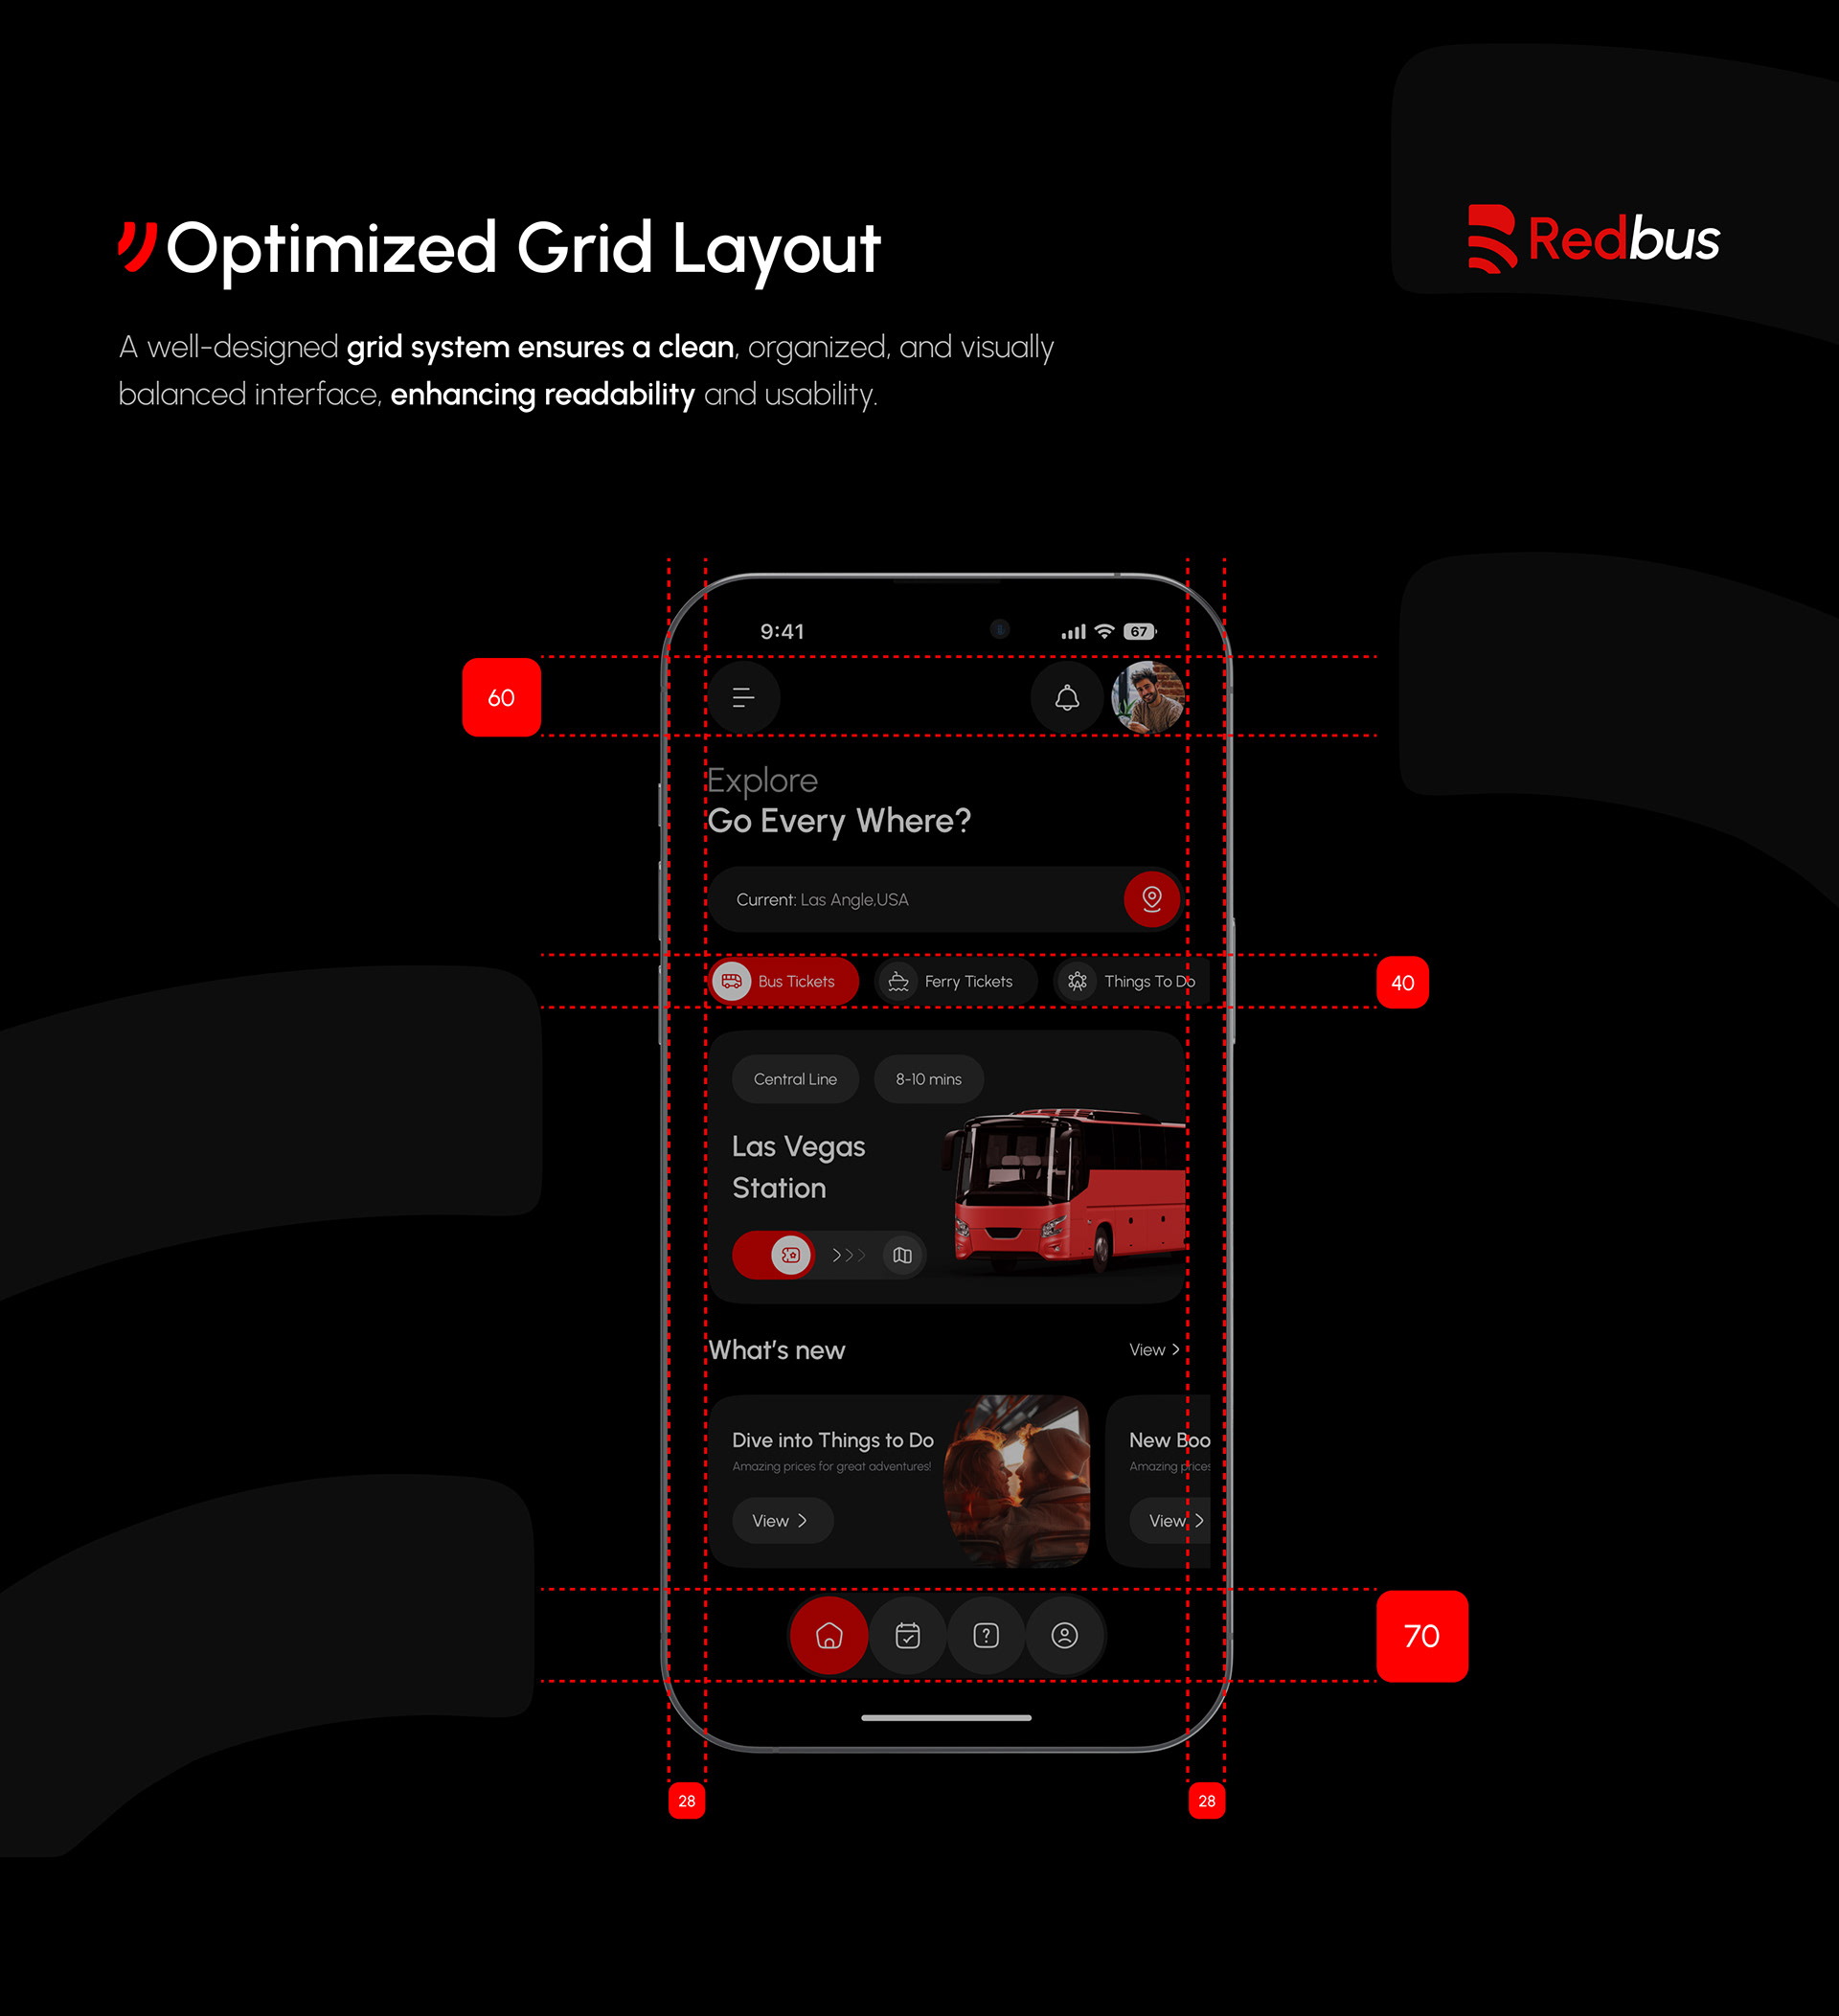 Optimized Grid Layout
Redbus
A well-designed grid system ensures a clean, organized, and visually
balanced interface, enhancing readability and usability.
9:41
67
60
Explore
Go Every Where?
Current: Las Angle,USA
Bus Tickets
Ferry Tickets
Things To Do
40
Central Line
8-10 mins
Las Vegas
Station
What's new
View
Dive into Things to Do
Amazing prices for great adventures!
View
New Boo
Amazing prices
View
70
28
28